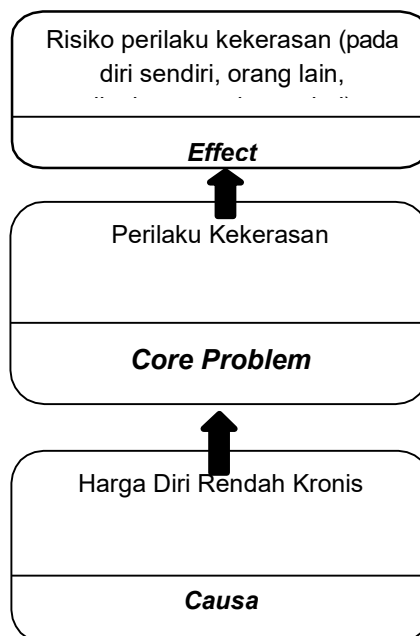 Risiko perilaku kekerasan (pada
diri sendiri, orang lain,
Effect
Perilaku Kekerasan
Core Problem
Harga Diri Rendah Kronis
Causa